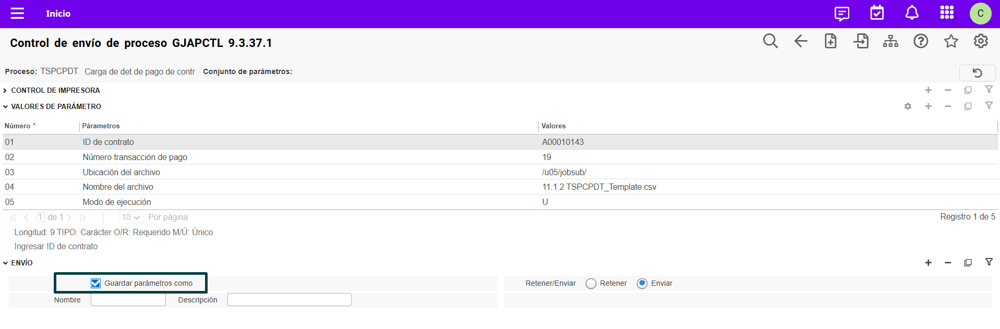 Inicio
C
Control de envío de proceso GJAPCTL 9.3.37.1
Proceso: TSPCPDT Carga de det de pago de contr Conjunto de parámetros:
CONTROL DE IMPRESORA
VALORES DE PARÁMETRO
Número * Párametros Valores
01 ID de contrato A00010143
02 Número transacción de pago 19
03 Ubicación del archivo /u05/jobsub/
04 Nombre del archivo 11.1.2 TSPCPDT_Template.csv
05 Modo de ejecución U
1 de 1 10 Por página Registro 1 de 5
Longitud: 9 TIPO: Carácter O/R: Requerido M/Ú: Único
Ingresar ID de contrato
ENVÍO
Guardar parámetros como Retener/Enviar Retener Enviar
Nombre Descripción